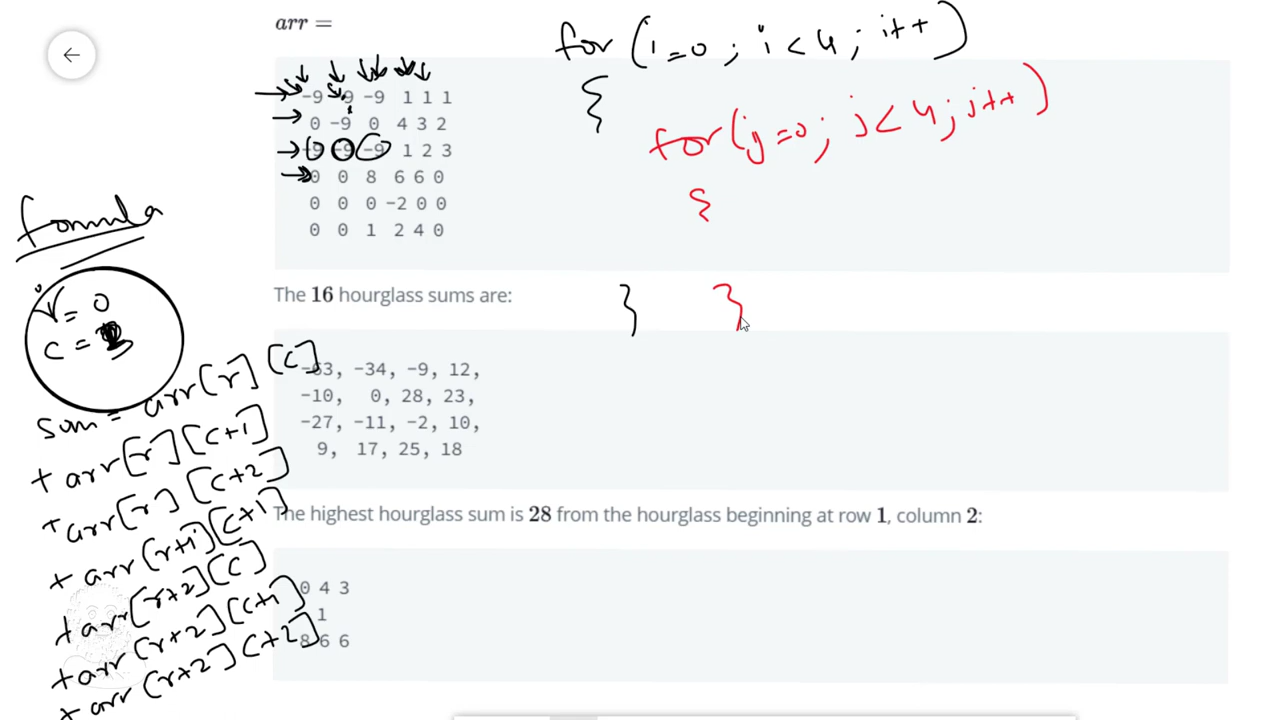 arr =
for (i=0 ; i<4 ; i++)
{
-9 -9 -9 1 1 1
0 -9 0 4 3 2
-9 -9 -9 1 2 3
0 0 8 6 6 0
0 0 0 -2 0 0
0 0 1 2 4 0
for(j=0; j<4; j++)
{
}
}
formula
r = 0
c =
The 16 hourglass sums are:
-63, -34, -9, 12,
-10, 0, 28, 23,
-27, -11, -2, 10,
9, 17, 25, 18
sum = arr[r][c]
+ arr[r][c+1]
+arr[r][c+2]
+ arr[r+1][c+1]
+arr[r+2][c]
+arr[r+2][c+1]
+ arr[r+2][c+2]
The highest hourglass sum is 28 from the hourglass beginning at row 1, column 2:
0 4 3
1
8 6 6